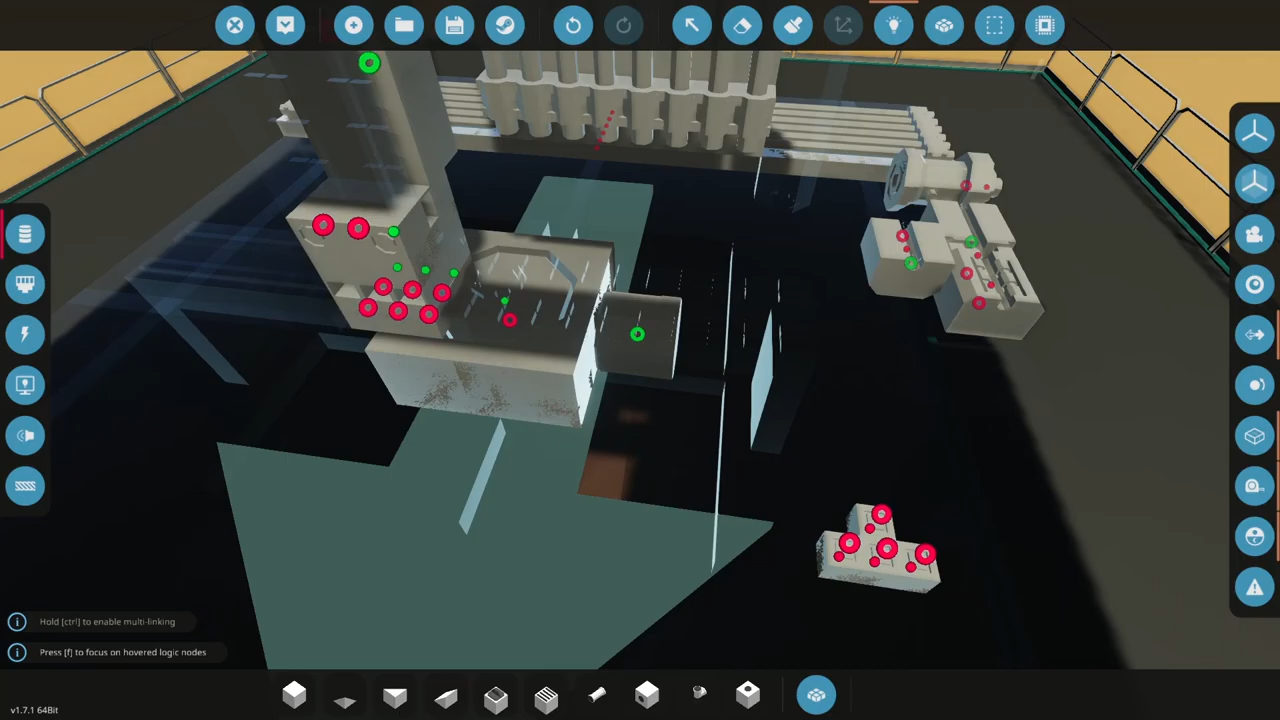 Hold [ctrl] to enable multi-linking
Press [f] to focus on hovered logic nodes
v1.7.1 64Bit